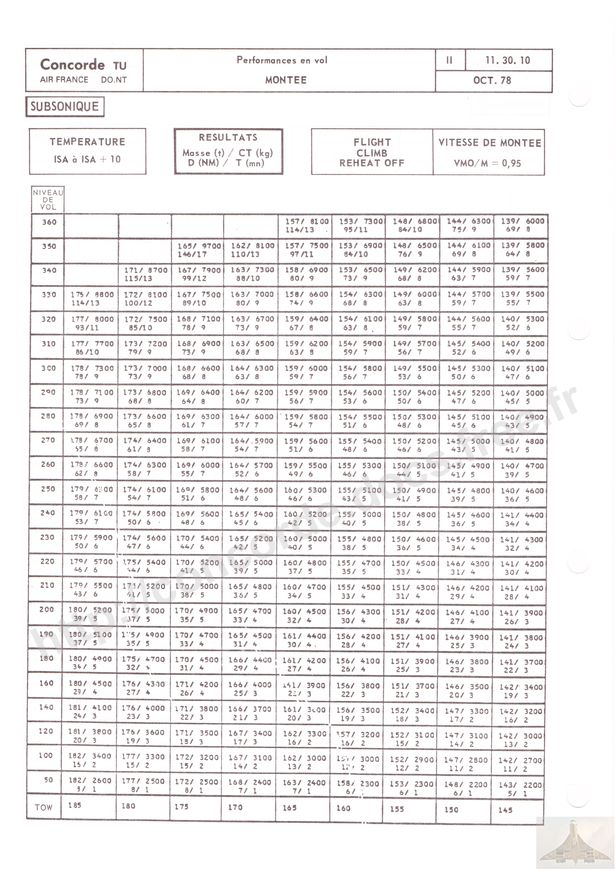 Concorde TU
AIR FRANCE DO.NT
Performances en vol
MONTEE
II
11. 30. 10
OCT. 78
SUBSONIQUE
TEMPERATURE
ISA à ISA + 10
RESULTATS
Masse (t) / CT (kg)
D (NM) / T (mn)
FLIGHT
CLIMB
REHEAT OFF
VITESSE DE MONTEE
VMO/M = 0,95
NIVEAU
DE
VOL
360 157/ 8100 153/ 7300 148/ 6800 144/ 6300 139/ 6000
114/13 95/11 84/10 75/ 9 69/ 8
350 165/ 9700 162/ 8100 157/ 7500 153/ 6900 148/ 6500 144/ 6100 139/ 5800
146/17 110/13 97/11 84/10 76/ 9 69/ 8 64/ 8
340 171/ 8700 167/ 7900 163/ 7300 158/ 6900 153/ 6500 149/ 6200 144/ 5900 139/ 5600
115/13 99/12 88/10 80/ 9 73/ 9 68/ 8 63/ 7 59/ 7
330 175/ 8800 172/ 8100 167/ 7500 163/ 7000 158/ 6600 154/ 6300 149/ 6000 144/ 5700 139/ 5500
114/13 100/12 89/10 80/ 9 74/ 9 68/ 8 63/ 8 59/ 7 55/ 7
320 177/ 8000 172/ 7500 168/ 7100 163/ 6700 159/ 6400 154/ 6100 149/ 5800 144/ 5600 140/ 5300
93/11 85/10 78/ 9 73/ 9 67/ 8 63/ 8 59/ 7 55/ 7 52/ 6
310 177/ 7700 173/ 7200 168/ 6900 163/ 6500 159/ 6200 154/ 5900 149/ 5700 145/ 5400 140/ 5200
86/10 79/ 9 73/ 9 68/ 8 63/ 8 59/ 7 56/ 7 52/ 6 49/ 6
300 178/ 7300 173/ 7000 168/ 6600 164/ 6300 159/ 6000 154/ 5800 149/ 5500 145/ 5300 140/ 5100
78/ 9 73/ 9 68/ 8 63/ 8 59/ 7 56/ 7 53/ 6 50/ 6 47/ 6
290 178/ 7100 173/ 6800 169/ 6400 164/ 6200 159/ 5900 154/ 5600 150/ 5400 145/ 5200 140/ 5000
73/ 9 68/ 8 64/ 8 60/ 7 57/ 7 54/ 7 50/ 6 47/ 6 45/ 5
280 178/ 6900 173/ 6500 169/ 6300 164/ 6000 159/ 5800 154/ 5500 150/ 5300 145/ 5100 140/ 4900
69/ 8 65/ 8 61/ 7 57/ 7 54/ 7 51/ 6 48/ 6 45/ 5 43/ 5
270 178/ 6700 174/ 6400 169/ 6100 164/ 5900 159/ 5600 155/ 5400 150/ 5200 145/ 5000 140/ 4800
65/ 8 61/ 8 58/ 7 54/ 7 51/ 6 48/ 6 46/ 5 43/ 5 41/ 5
260 178/ 6600 174/ 6300 169/ 6000 164/ 5700 159/ 5500 155/ 5300 150/ 5100 145/ 4900 140/ 4700
62/ 8 58/ 7 55/ 7 52/ 6 49/ 6 46/ 6 44/ 5 41/ 5 39/ 5
250 179/ 6100 174/ 6100 169/ 5800 164/ 5600 160/ 5300 155/ 5100 150/ 4900 145/ 4800 140/ 4600
58/ 7 54/ 7 51/ 6 48/ 6 46/ 6 43/ 5 41/ 5 39/ 5 36/ 5
240 179/ 6100 174/ 5800 169/ 5600 165/ 5400 160/ 5200 155/ 5000 150/ 4800 145/ 4600 141/ 4400
53/ 7 50/ 6 48/ 6 45/ 6 42/ 5 40/ 5 38/ 5 36/ 5 34/ 4
230 179/ 5900 174/ 5600 170/ 5400 165/ 5200 160/ 5000 155/ 4800 150/ 4700 145/ 4500 141/ 4300
50/ 6 47/ 6 44/ 6 42/ 5 40/ 5 38/ 5 36/ 5 34/ 4 32/ 4
220 179/ 5700 175/ 5400 170/ 5200 165/ 5000 160/ 4800 155/ 4700 150/ 4500 146/ 4400 141/ 4200
46/ 6 44/ 6 41/ 5 39/ 5 37/ 5 35/ 5 33/ 4 31/ 4 30/ 4
210 179/ 5500 5200 170/ 5000 165/ 4800 160/ 4700 155/ 4500 151/ 4300 146/ 4200 141/ 4100
43/ 6 41/ 5 38/ 5 36/ 5 34/ 5 33/ 4 31/ 4 29/ 4 28/ 4
200 180/ 5200 175/ 5000 170/ 4900 165/ 4700 160/ 4500 156/ 4300 151/ 4200 146/ 4100 141/ 3900
39/ 5 37/ 5 35/ 5 33/ 4 32/ 4 30/ 4 28/ 4 27/ 4 26/ 3
190 180/ 5100 175/ 4900 170/ 4700 165/ 4500 161/ 4400 156/ 4200 151/ 4100 146/ 3900 141/ 3800
37/ 5 35/ 5 33/ 4 31/ 4 30/ 4 28/ 4 27/ 4 25/ 3 24/ 3
180 180/ 4900 175/ 4700 170/ 4500 166/ 4400 161/ 4200 156/ 4100 151/ 3900 146/ 3800 141/ 3700
34/ 5 32/ 4 31/ 4 29/ 4 27/ 4 26/ 4 25/ 3 23/ 3 22/ 3
160 180/ 4500 176/ 4300 171/ 4200 166/ 4000 161/ 3900 156/ 3800 151/ 3600 146/ 3500 142/ 3400
29/ 4 27/ 4 26/ 4 25/ 3 23/ 3 22/ 3 21/ 3 20/ 3 19/ 3
140 181/ 4100 176/ 4000 171/ 3800 166/ 3700 161/ 3600 156/ 3500 152/ 3400 147/ 3300 142/ 3200
24/ 3 23/ 3 22/ 3 21/ 3 20/ 3 19/ 3 18/ 3 17/ 2 16/ 2
120 181/ 3800 176/ 3600 171/ 3500 167/ 3400 162/ 3300 157/ 3200 152/ 3100 147/ 3100 142/ 3000
20/ 3 19/ 3 18/ 3 17/ 3 16/ 2 16/ 2 15/ 2 14/ 2 13/ 2
100 182/ 3400 177/ 3300 172/ 3200 167/ 3100 162/ 3000 3000 152/ 2900 147/ 2800 142/ 2700
15/ 2 15/ 2 14/ 2 14/ 2 13/ 2 12/ 2 11/ 2 11/ 2
50 182/ 2600 177/ 2500 172/ 2500 168/ 2400 163/ 2400 158/ 2300 153/ 2300 148/ 2200 143/ 2200
8/ 1 8/ 1 7/ 1 7/ 1 6/ 6/ 1 6/ 1 5/ 1
TOW 185 180 175 170 165 160 155 150 145